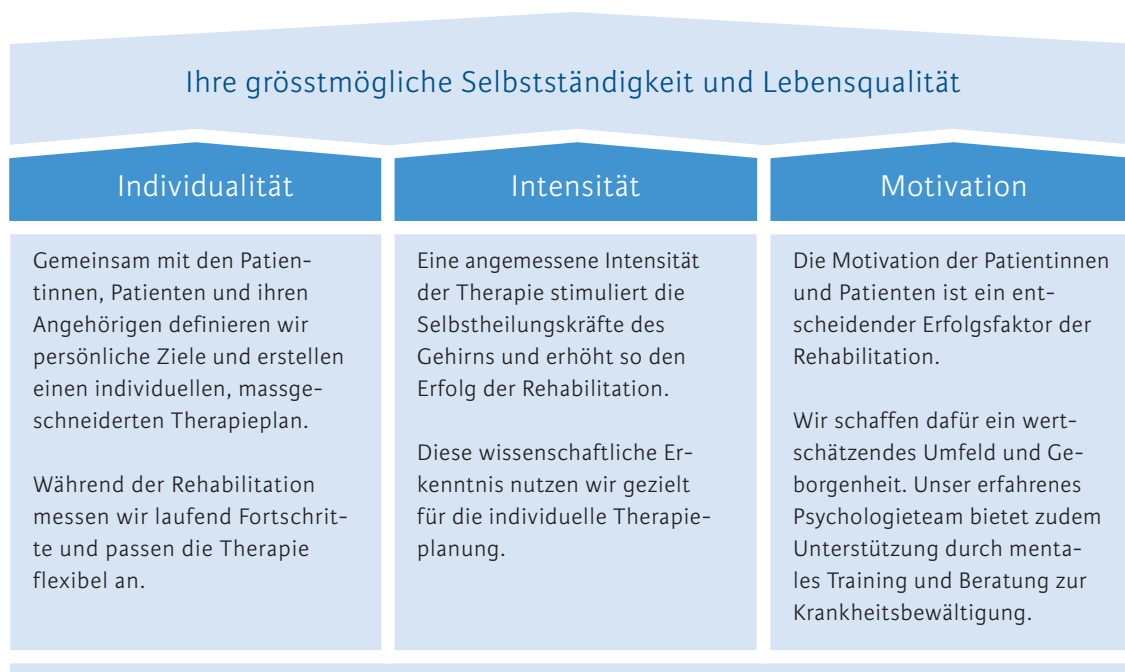 Ihre grösstmögliche Selbstständigkeit und Lebensqualität
Individualität
Gemeinsam mit den Patien-
tinnen, Patienten und ihren
Angehörigen definieren wir
persönliche Ziele und erstellen
einen individuellen, massge-
schneiderten Therapieplan.
Während der Rehabilitation
messen wir laufend Fortschrit-
te und passen die Therapie
flexibel an.
Intensität
Eine angemessene Intensität
der Therapie stimuliert die
Selbstheilungskräfte des
Gehirns und erhöht so den
Erfolg der Rehabilitation.
Diese wissenschaftliche Er-
kenntnis nutzen wir gezielt
für die individuelle Therapie-
planung.
Motivation
Die Motivation der Patientinnen
und Patienten ist ein ent-
scheidender Erfolgsfaktor der
Rehabilitation.
Wir schaffen dafür ein wert-
schätzendes Umfeld und Ge-
borgenheit. Unser erfahrenes
Psychologieteam bietet zudem
Unterstützung durch menta-
les Training und Beratung zur
Krankheitsbewältigung.